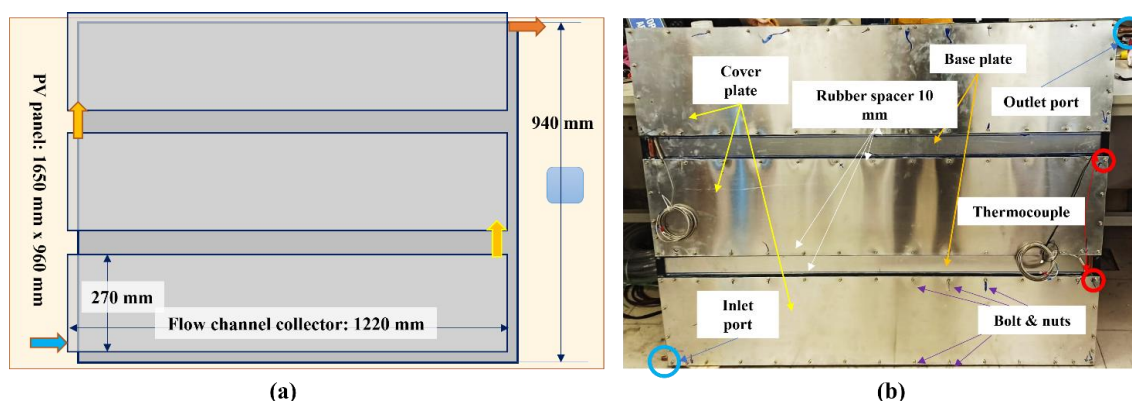 PV panel: 1650 mm x 960 mm
940 mm
270 mm
Flow channel collector: 1220 mm
(a)
Cover
plate
Base plate
Rubber spacer 10
mm
Outlet port
Thermocouple
Inlet
port
Bolt & nuts
(b)